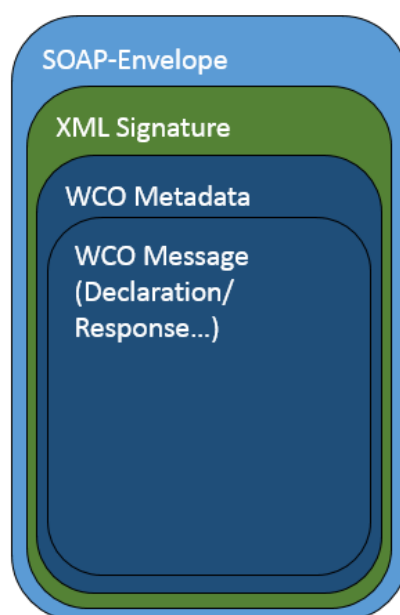 SOAP-Envelope
XML Signature
WCO Metadata
WCO Message
(Declaration/
Response...)